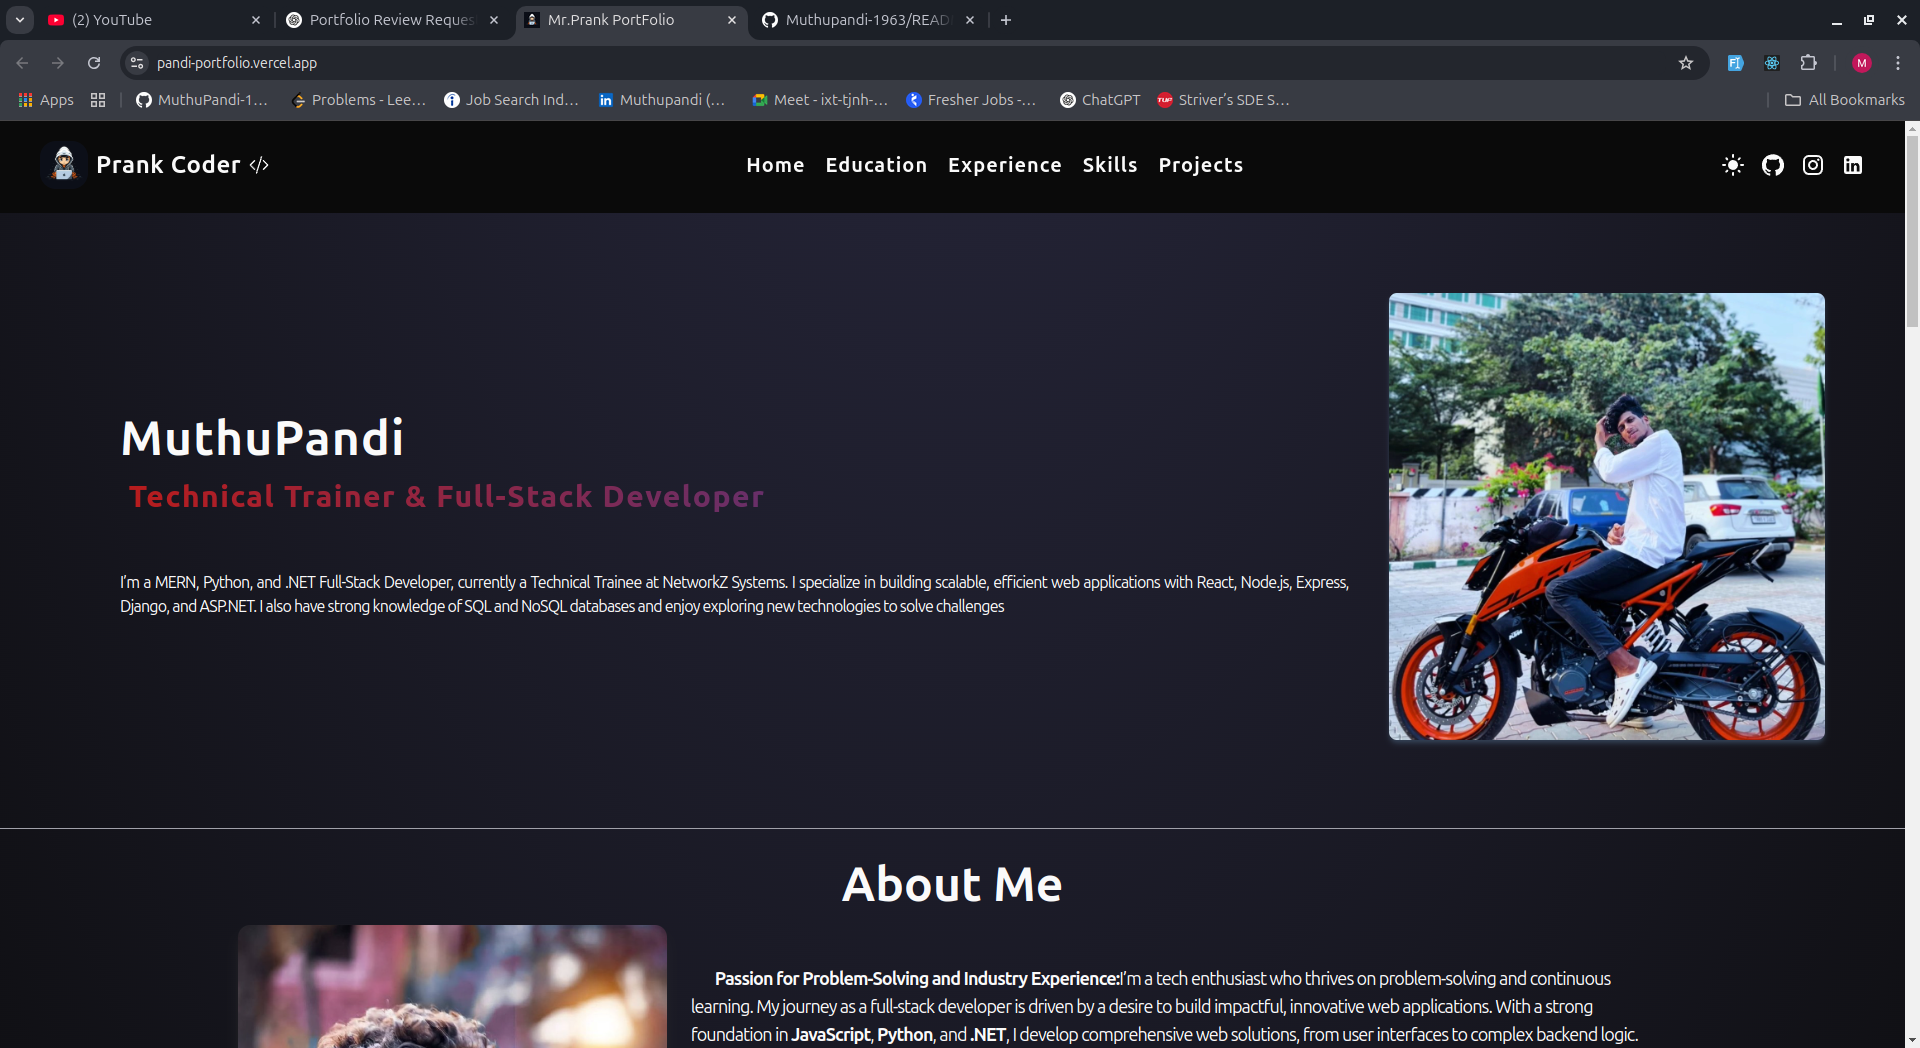 (2) YouTube
Portfolio Review Reques
Mr.Prank PortFolio
Muthupandi-1963/READ
pandi-portfolio.vercel.app
M
Apps
MuthuPandi-1...
Problems - Lee...
Job Search Ind...
Muthupandi (...
Meet - ixt-tjnh-...
Fresher Jobs -...
ChatGPT
Striver's SDE S...
All Bookmarks
Prank Coder </>
Home Education Experience Skills Projects
MuthuPandi
Technical Trainer & Full-Stack Developer
I'm a MERN, Python, and .NET Full-Stack Developer, currently a Technical Trainee at NetworkZ Systems. I specialize in building scalable, efficient web applications with React, Node.js, Express,
Django, and ASP.NET. I also have strong knowledge of SQL and NoSQL databases and enjoy exploring new technologies to solve challenges
About Me
Passion for Problem-Solving and Industry Experience:I'm a tech enthusiast who thrives on problem-solving and continuous
learning. My journey as a full-stack developer is driven by a desire to build impactful, innovative web applications. With a strong
foundation in JavaScript, Python, and .NET, I develop comprehensive web solutions, from user interfaces to complex backend logic.